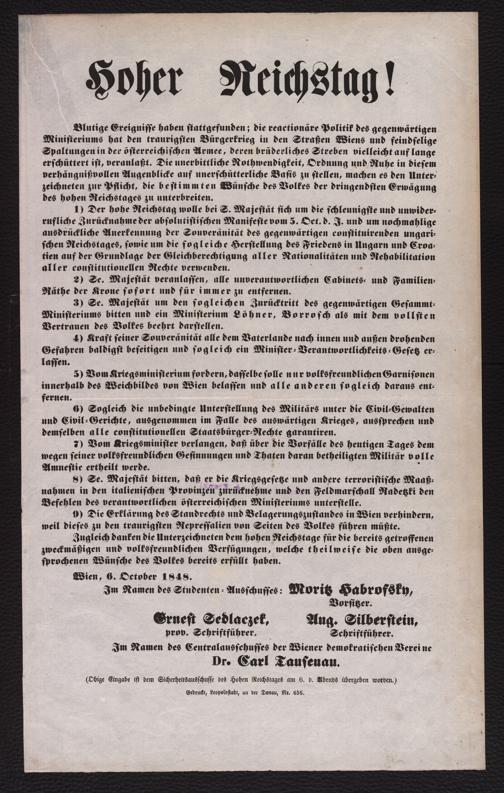 Hoher Reichstag!
Blutige Ereignisse haben stattgefunden; die reactionäre Politik des gegenwärtigen
Ministeriums hat den traurigsten Bürgerkrieg in den Straßen Wiens und feindselige
Spaltungen in der österreichischen Armee, deren brüderliches Streben vielleicht auf lange
erschüttert ist, veranlaßt. Die unerbittliche Nothwendigkeit, Ordnung und Ruhe in diesem
verhängnißvollen Augenblicke auf unerschütterliche Basis zu stellen, machen es den Unter-
zeichneten zur Pflicht, die bestimmten Wünsche des Volkes der dringendsten Erwägung
des hohen Reichstages zu unterbreiten.
1) Der hohe Reichstag wolle bei S. Majestät sich um die schleunigste und unwider-
rufliche Zurücknahme der absolutistischen Manifeste vom 5. Oct. d. J. und um nochmalige
ausdrückliche Anerkennung der Souveränität des gegenwärtigen constituirenden ungari-
schen Reichstages, sowie um die sogleiche Herstellung des Friedens in Ungarn und Croa-
tien auf der Grundlage der Gleichberechtigung aller Nationalitäten und Rehabilitation
aller constitutionellen Rechte verwenden.
2) Se. Majestät veranlassen, alle unverantwortlichen Cabinets- und Familien-
Räthe der Krone sofort und für immer zu entfernen.
3) Se. Majestät um den sogleichen Zurücktritt des gegenwärtigen Gesammt-
Ministeriums bitten und ein Ministerium Löhner, Borrosch als mit dem vollsten
Vertrauen des Volkes beehrt darstellen.
4) Kraft seiner Souveränität alle dem Vaterlande nach innen und außen drohenden
Gefahren baldigst beseitigen und sogleich ein Minister-Verantwortlichkeits-Gesetz er-
lassen.
5) Vom Kriegsministerium fordern, dasselbe solle nur volksfreundlichen Garnisonen
innerhalb des Weichbildes von Wien belassen und alle anderen sogleich daraus ent-
fernen.
6) Sogleich die unbedingte Unterstellung des Militärs unter die Civil-Gewalten
und Civil-Gerichte, ausgenommen im Falle des auswärtigen Krieges, aussprechen und
demselben alle constitutionellen Staatsbürger-Rechte garantiren.
7) Vom Kriegsminister verlangen, daß über die Vorfälle des heutigen Tages dem
wegen seiner volksfreundlichen Gesinnungen und Thaten daran betheiligten Militär volle
Amnestie ertheilt werde.
8) Se. Majestät bitten, daß er die Kriegsgesetze und andere terroristische Maaß-
nahmen in den italienischen Provinzen zurücknehme und den Feldmarschall Radetzki den
Befehlen des verantwortlichen österreichischen Ministeriums unterstelle.
9) Die Erklärung des Standrechts und Belagerungszustandes in Wien verhindern,
weil dieses zu den traurigsten Repressalien von Seiten des Volkes führen müßte.
Zugleich danken die Unterzeichneten dem hohen Reichstage für die bereits getroffenen
zweckmäßigen und volksfreundlichen Verfügungen, welche theilweise die oben ausge-
sprochenen Wünsche des Volkes bereits erfüllt haben.
Wien, 6. October 1848.
Im Namen des Studenten-Ausschusses: Moritz Habrofsky,
Vorsitzer.
Ernest Sedlaczek, Aug. Silberstein,
prov. Schriftführer. Schriftführer.
Im Namen des Centralausschusses der Wiener demokratischen Vereine
Dr. Carl Tausenau.
(Obige Eingabe ist dem Sicherheitsausschusse des Hohen Reichstages am 6. d. Abends übergeben worden.)
Gedruckt, Leopoldstadt, an der Donau, Nr. 656.